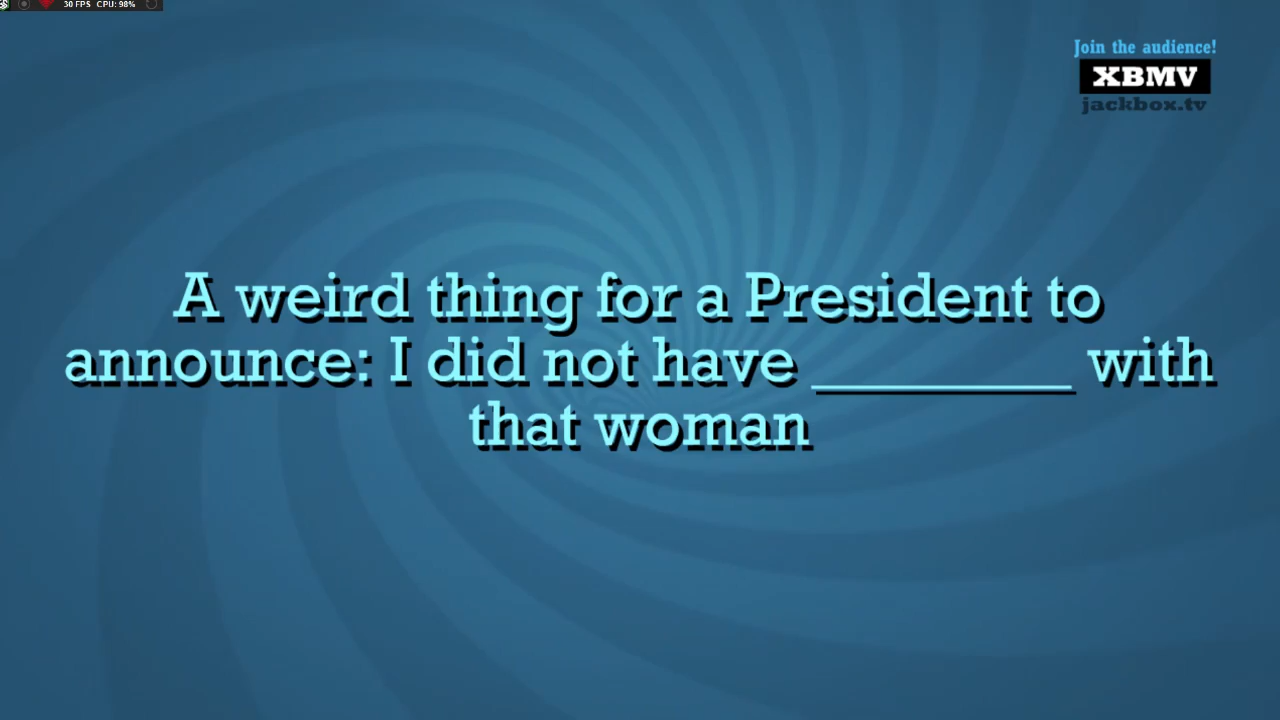 30 FPS CPU: 98%
Join the audience!
XBMV
jackbox.tv
A weird thing for a President to
announce: I did not have _________ with
that woman